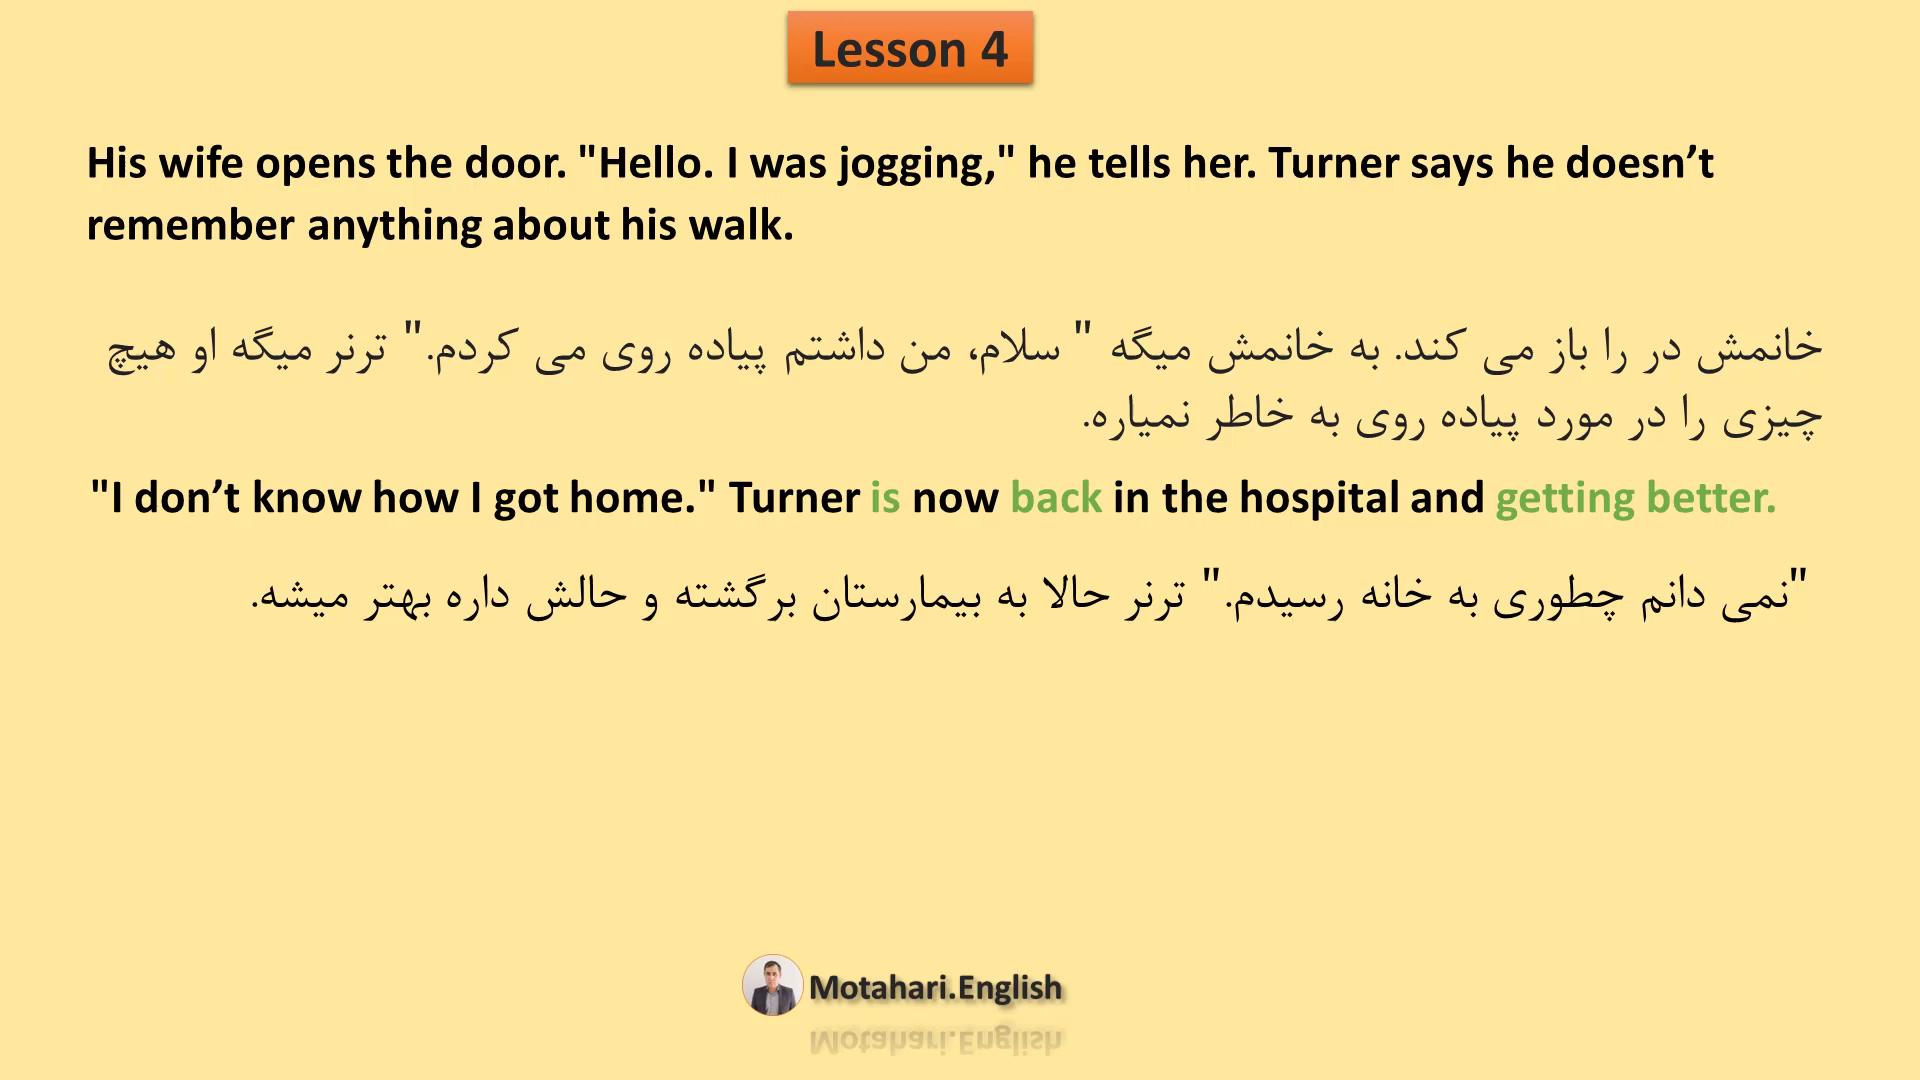 Lesson 4
His wife opens the door. "Hello. I was jogging," he tells her. Turner says he doesn’t
remember anything about his walk.
خانمش در را باز می کند. به خانمش میگه " سلام، من داشتم پیاده روی می کردم." ترنر میگه او هیچ
چیزی را در مورد پیاده روی به خاطر نمیاره.
"I don’t know how I got home." Turner is now back in the hospital and getting better.
"نمی دانم چطوری به خانه رسیدم." ترنر حالا به بیمارستان برگشته و حالش داره بهتر میشه.
Motahari.English